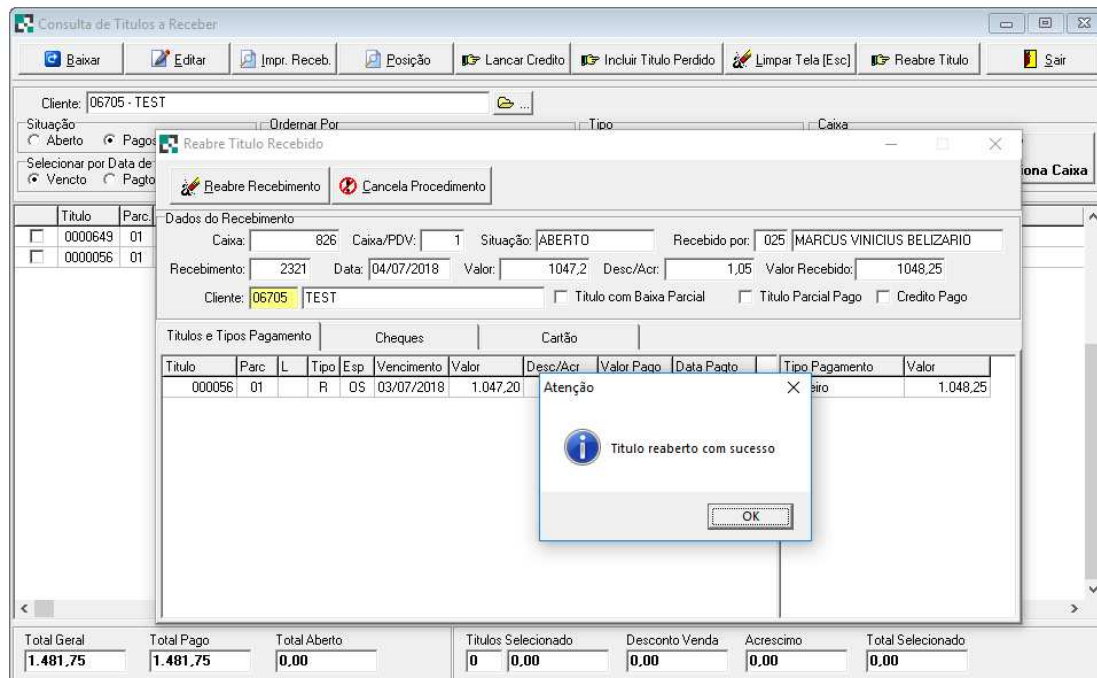 Consulta de Titulos a Receber
Baixar Editar Impr. Receb. Posição Lancar Credito Incluir Titulo Perdido Limpar Tela [Esc] Reabre Titulo Sair
Cliente: 06705 - TEST ...
Situação Ordernar Por Tipo Caixa
Aberto Pagos
Reabre Titulo Recebido
Selecionar por Data de
Vencto Pagto
iona Caixa
Reabre Recebimento Cancela Procedimento
Titulo Parc.
0000649 01
0000056 01
Dados do Recebimento
Caixa: 826 Caixa/PDV: 1 Situação: ABERTO Recebido por: 025 MARCUS VINICIUS BELIZARIO
Recebimento: 2321 Data: 04/07/2018 Valor: 1047,2 Desc/Acr: 1,05 Valor Recebido: 1048,25
Cliente: 06705 TEST Titulo com Baixa Parcial Titulo Parcial Pago Credito Pago
Titulos e Tipos Pagamento Cheques Cartão
Titulo Parc L Tipo Esp Vencimento Valor Desc/Acr Valor Pago Data Pagto Tipo Pagamento Valor
000056 01 R OS 03/07/2018 1.047,20 eiro 1.048,25
Atenção
Titulo reaberto com sucesso
OK
Total Geral Total Pago Total Aberto Titulos Selecionado Desconto Venda Acrescimo Total Selecionado
1.481,75 1.481,75 0,00 0 0,00 0,00 0,00 0,00